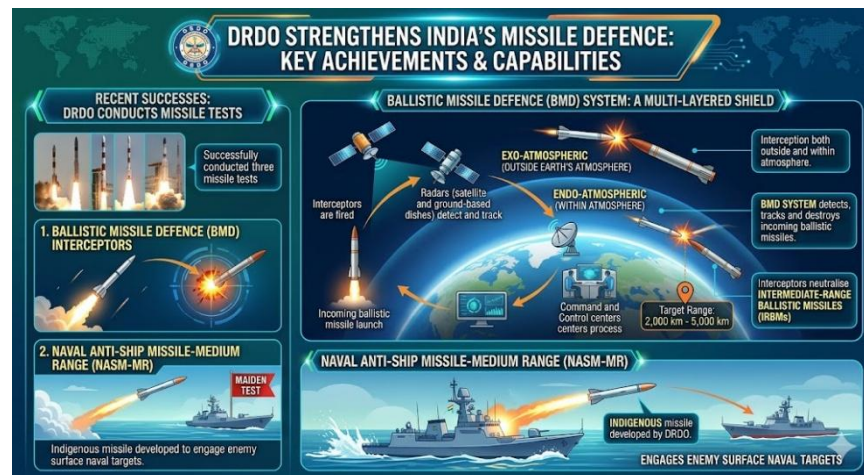 DRDO
DRDO STRENGTHENS INDIA'S MISSILE DEFENCE:
KEY ACHIEVEMENTS & CAPABILITIES
RECENT SUCCESSES:
DRDO CONDUCTS MISSILE TESTS
Successfully
conducted three
missile tests
1. BALLISTIC MISSILE DEFENCE (BMD)
INTERCEPTORS
2. NAVAL ANTI-SHIP MISSILE-MEDIUM
RANGE (NASM-MR)
MAIDEN
TEST
Indigenous missile developed to engage enemy
surface naval targets.
BALLISTIC MISSILE DEFENCE (BMD) SYSTEM: A MULTI-LAYERED SHIELD
Interceptors
are fired
Radars (satellite
and ground-based
dishes) detect and track
EXO-ATMOSPHERIC
(OUTSIDE EARTH'S ATMOSPHERE)
ENDO-ATMOSPHERIC
(WITHIN ATMOSPHERE)
Incoming ballistic
missile launch
Command and
Control centers
centers process
Target Range:
2,000 km - 5,000 km
Interception both
outside and within
atmosphere.
BMD SYSTEM detects,
tracks and destroys
incoming ballistic
missiles.
Interceptors neutralise
INTERMEDIATE-RANGE
BALLISTIC MISSILES
(IRBMs)
NAVAL ANTI-SHIP MISSILE-MEDIUM RANGE (NASM-MR)
INDIGENOUS missile
developed by DRDO.
ENGAGES ENEMY SURFACE NAVAL TARGETS